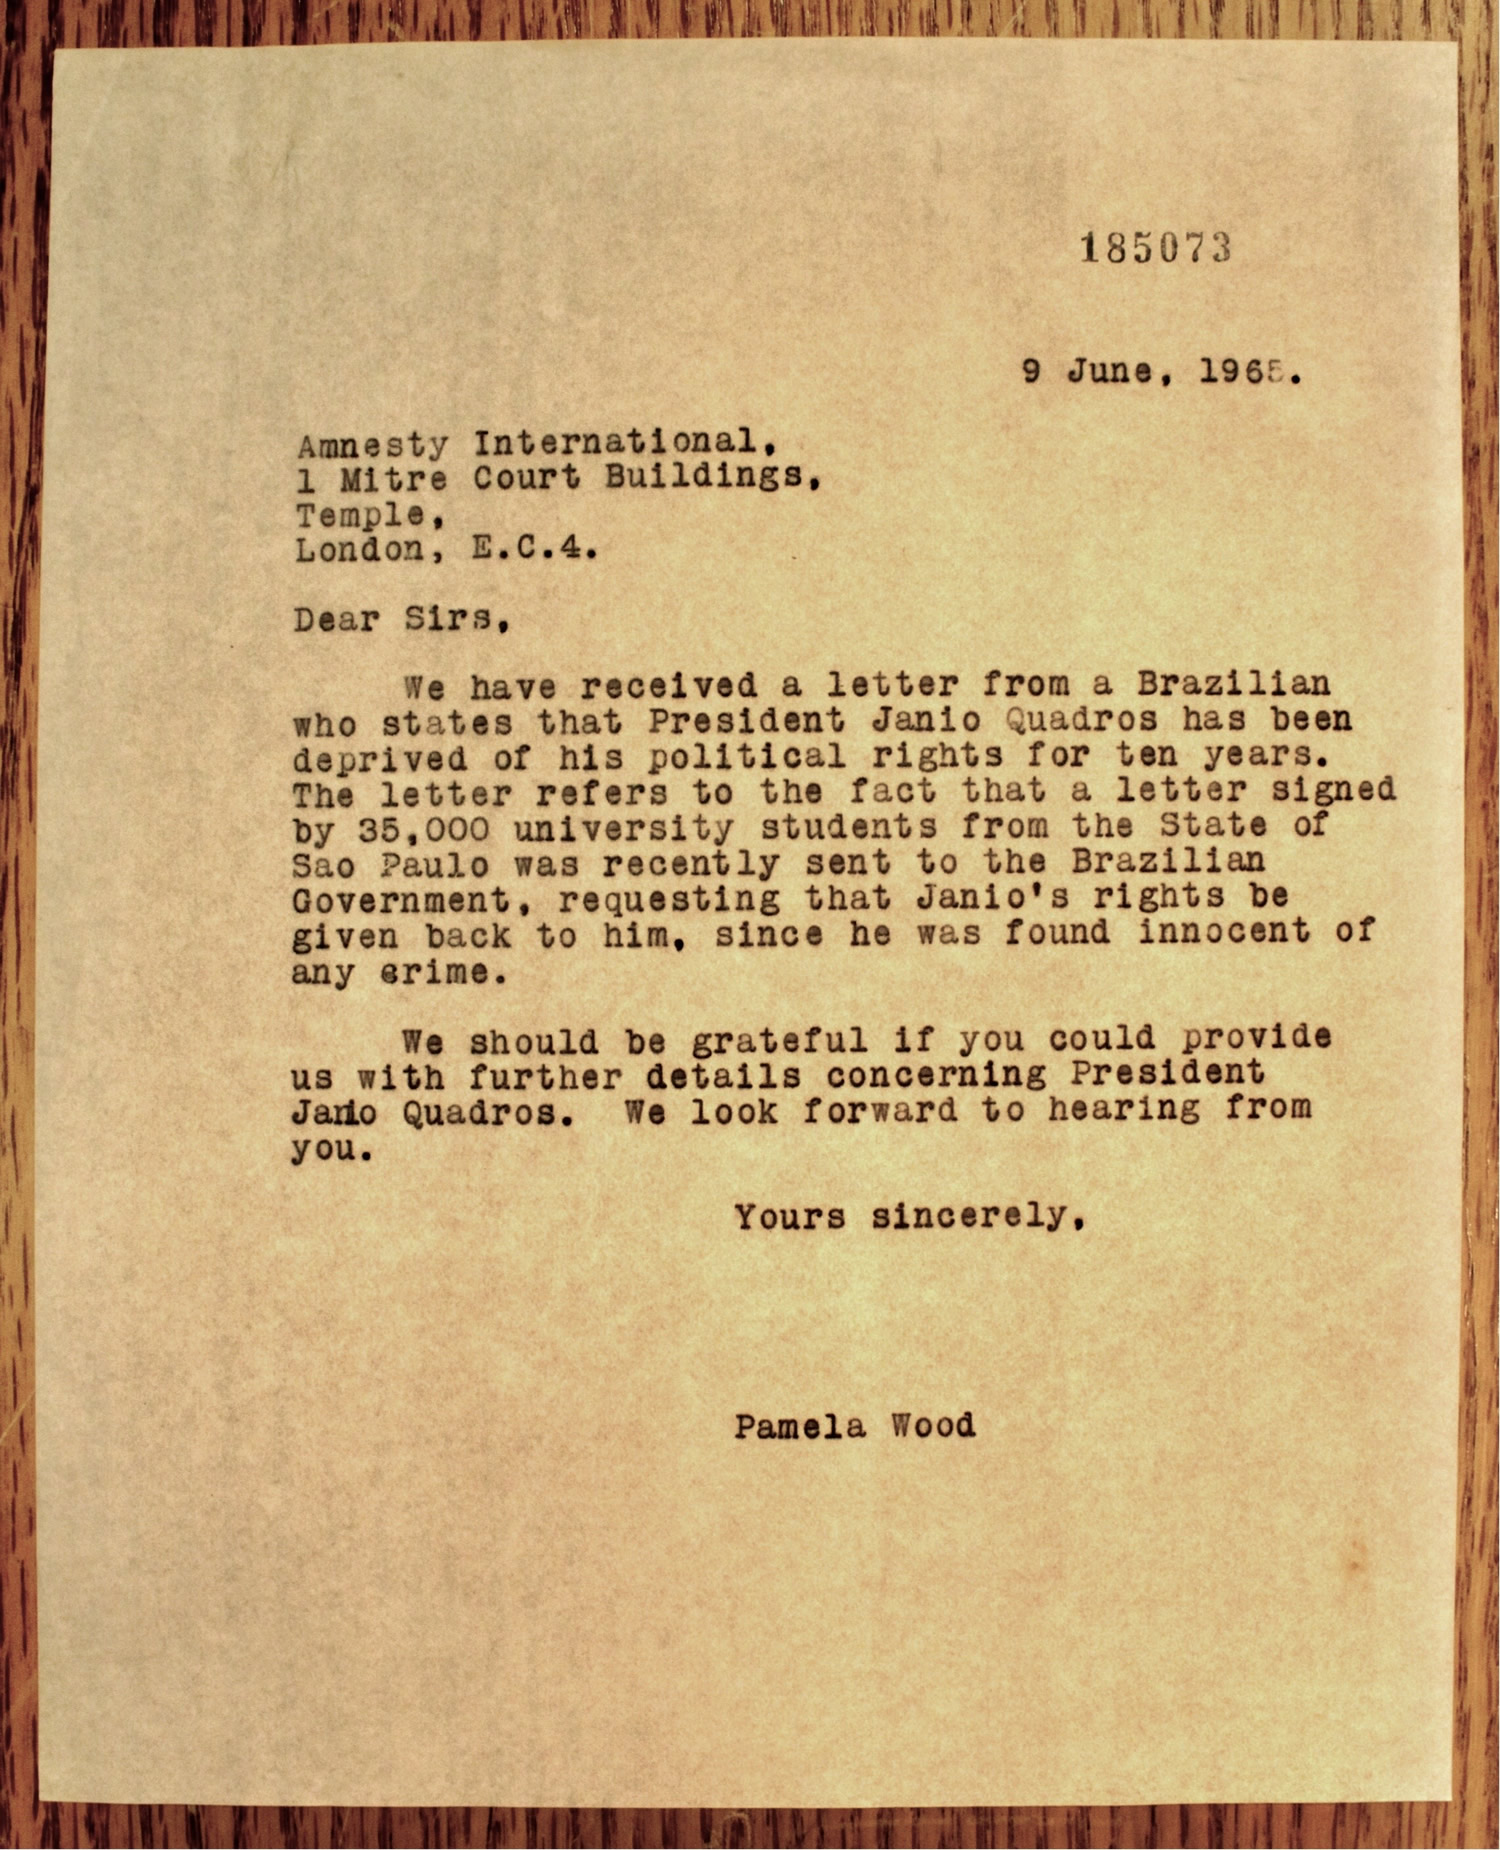 185073
9 June, 1965.
Amnesty International,
1 Mitre Court Buildings,
Temple,
London, E.C.4.
Dear Sirs,
We have received a letter from a Brazilian
who states that President Janio Quadros has been
deprived of his political rights for ten years.
The letter refers to the fact that a letter signed
by 35,000 university students from the State of
Sao Paulo was recently sent to the Brazilian
Government, requesting that Janio's rights be
given back to him, since he was found innocent of
any crime.
We should be grateful if you could provide
us with further details concerning President
Janio Quadros. We look forward to hearing from
you.
Yours sincerely,
Pamela Wood